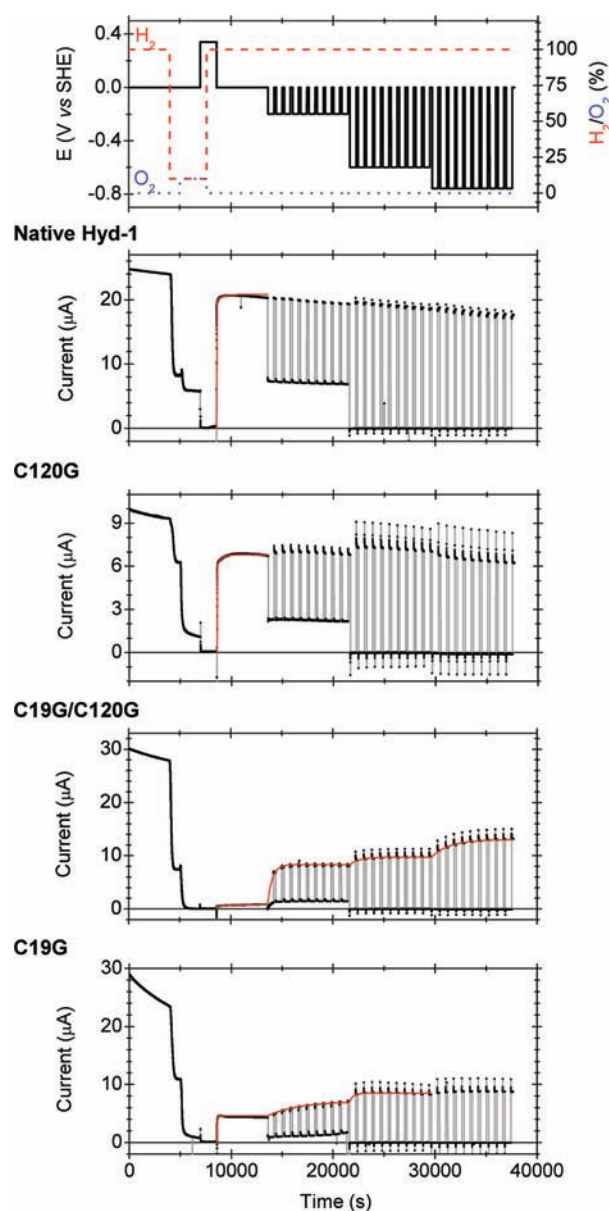 H₂
O₂
E (V vs SHE)
0.4
0.0
-0.4
-0.8
100
75
50
25
10
0
H₂/O₂ (%)
Native Hyd-1
Current (µA)
20
10
0
C120G
Current (µA)
9
6
3
0
C19G/C120G
Current (µA)
30
20
10
0
C19G
Current (µA)
30
20
10
0
0 10000 20000 30000 40000
Time (s)